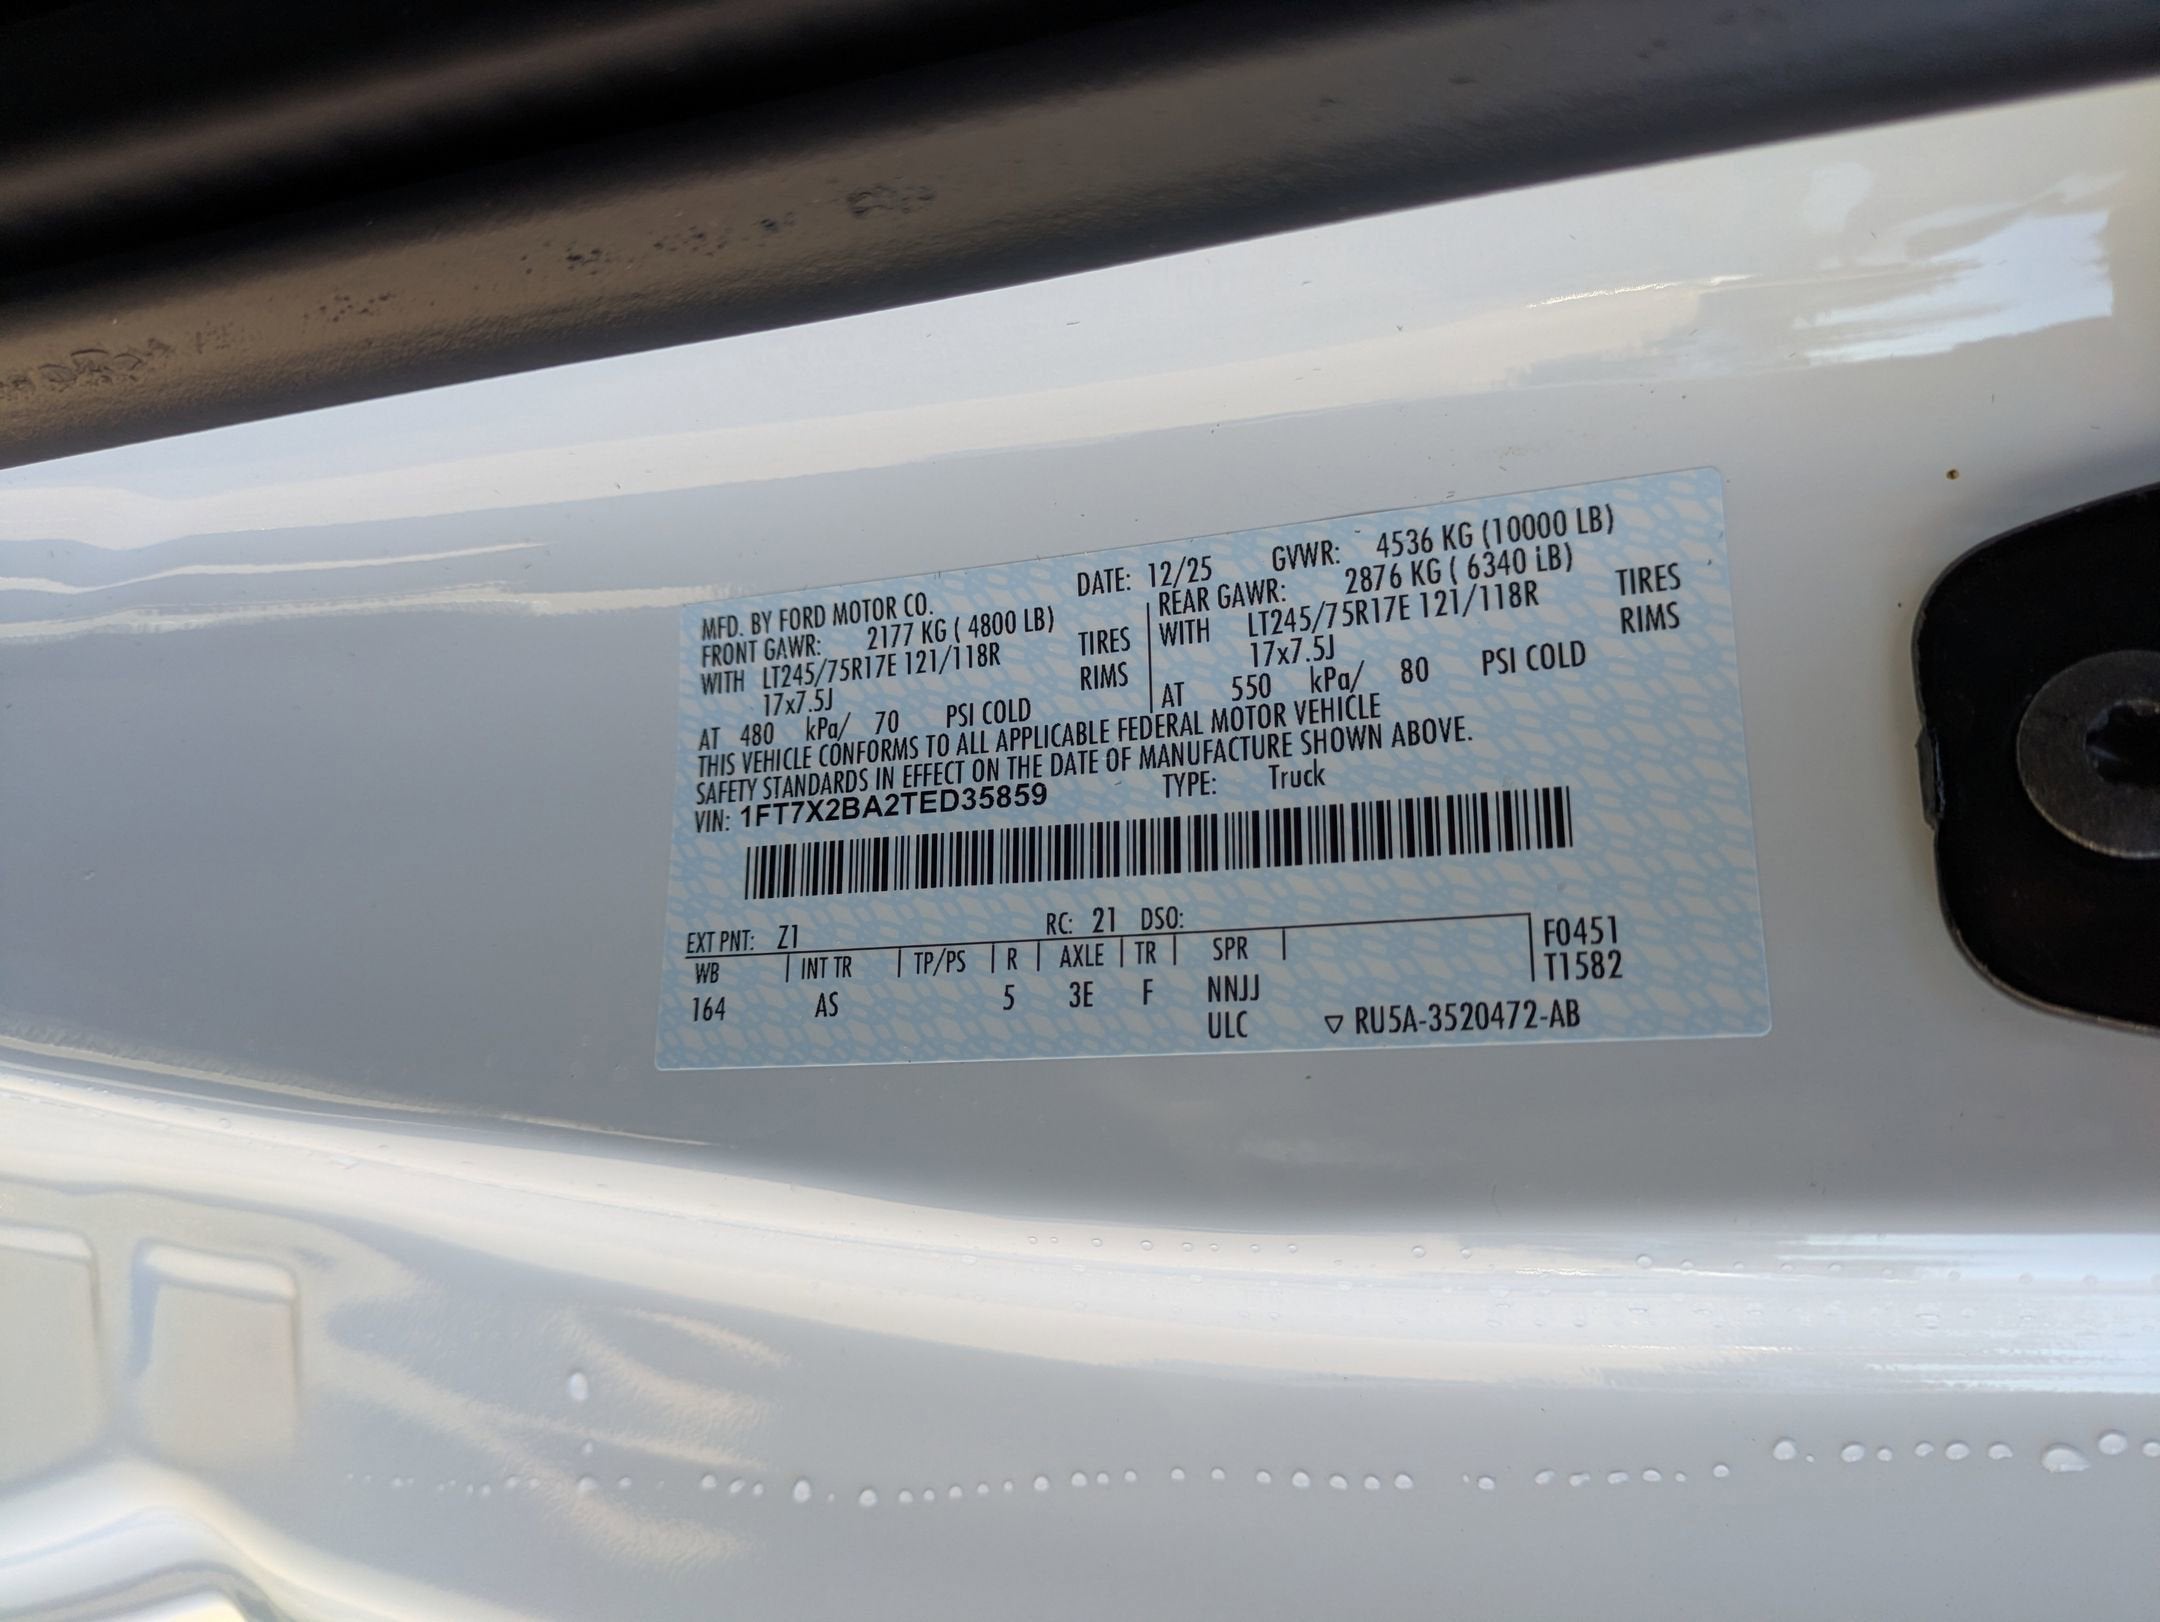 MFD. BY FORD MOTOR CO. DATE: 12/25 GVWR: 4536 KG (10000 LB)
FRONT GAWR: 2177 KG ( 4800 LB) REAR GAWR: 2876 KG ( 6340 LB)
WITH LT245/75R17E 121/118R TIRES WITH LT245/75R17E 121/118R TIRES
17x7.5J RIMS 17x7.5J RIMS
AT 480 kPa/ 70 PSI COLD AT 550 kPa/ 80 PSI COLD
THIS VEHICLE CONFORMS TO ALL APPLICABLE FEDERAL MOTOR VEHICLE
SAFETY STANDARDS IN EFFECT ON THE DATE OF MANUFACTURE SHOWN ABOVE.
VIN: 1FT7X2BA2TED35859 TYPE: Truck
EXT PNT: Z1 RC: 21 DSO:
WB INT TR TP/PS R AXLE TR SPR F0451
T1582
164 AS 5 3E F NNJJ
ULC ▽ RU5A-3520472-AB